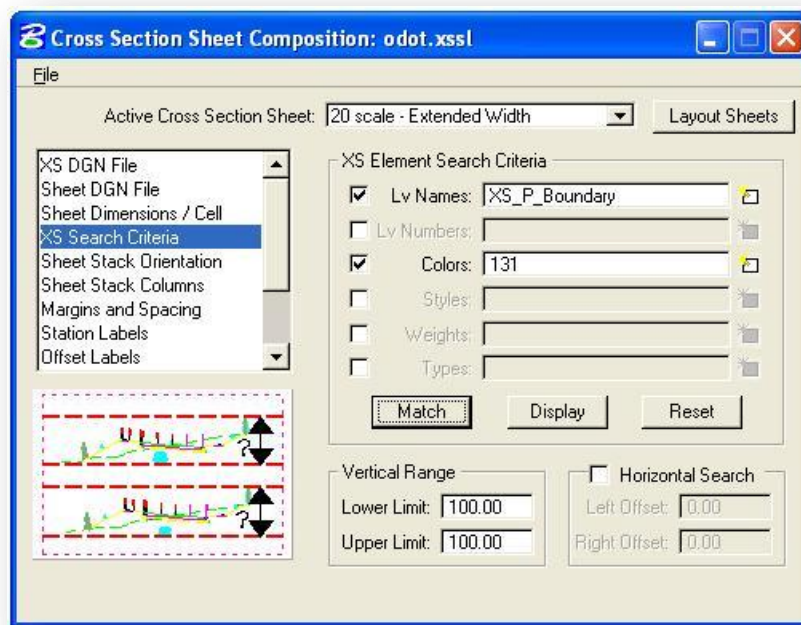 Cross Section Sheet Composition: odot.xssl
File
Active Cross Section Sheet: 20 scale - Extended Width Layout Sheets
XS DGN File
Sheet DGN File
Sheet Dimensions / Cell
XS Search Criteria
Sheet Stack Orientation
Sheet Stack Columns
Margins and Spacing
Station Labels
Offset Labels
XS Element Search Criteria
Lv Names: XS_P_Boundary
Lv Numbers:
Colors: 131
Styles:
Weights:
Types:
Match Display Reset
? 
?
Vertical Range
Lower Limit: 100.00
Upper Limit: 100.00
Horizontal Search
Left Offset: 0.00
Right Offset: 0.00